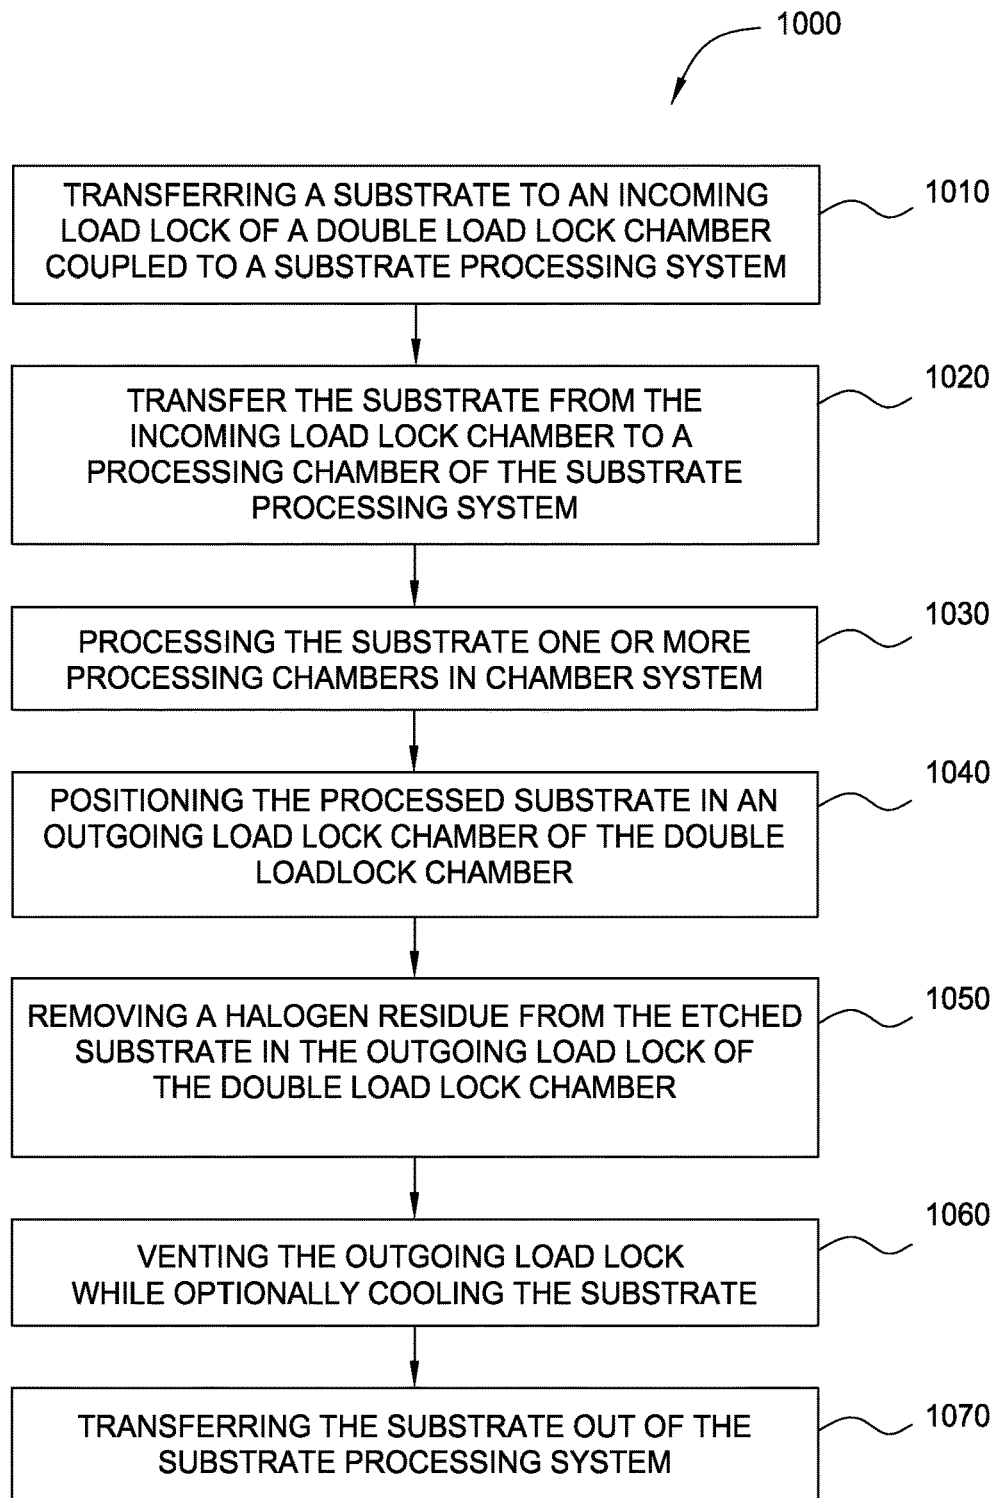 1000
TRANSFERRING A SUBSTRATE TO AN INCOMING
LOAD LOCK OF A DOUBLE LOAD LOCK CHAMBER
COUPLED TO A SUBSTRATE PROCESSING SYSTEM
1010
TRANSFER THE SUBSTRATE FROM THE
INCOMING LOAD LOCK CHAMBER TO A
PROCESSING CHAMBER OF THE SUBSTRATE
PROCESSING SYSTEM
1020
PROCESSING THE SUBSTRATE ONE OR MORE
PROCESSING CHAMBERS IN CHAMBER SYSTEM
1030
POSITIONING THE PROCESSED SUBSTRATE IN AN
OUTGOING LOAD LOCK CHAMBER OF THE DOUBLE
LOADLOCK CHAMBER
1040
REMOVING A HALOGEN RESIDUE FROM THE ETCHED
SUBSTRATE IN THE OUTGOING LOAD LOCK OF
THE DOUBLE LOAD LOCK CHAMBER
1050
VENTING THE OUTGOING LOAD LOCK
WHILE OPTIONALLY COOLING THE SUBSTRATE
1060
TRANSFERRING THE SUBSTRATE OUT OF THE
SUBSTRATE PROCESSING SYSTEM
1070